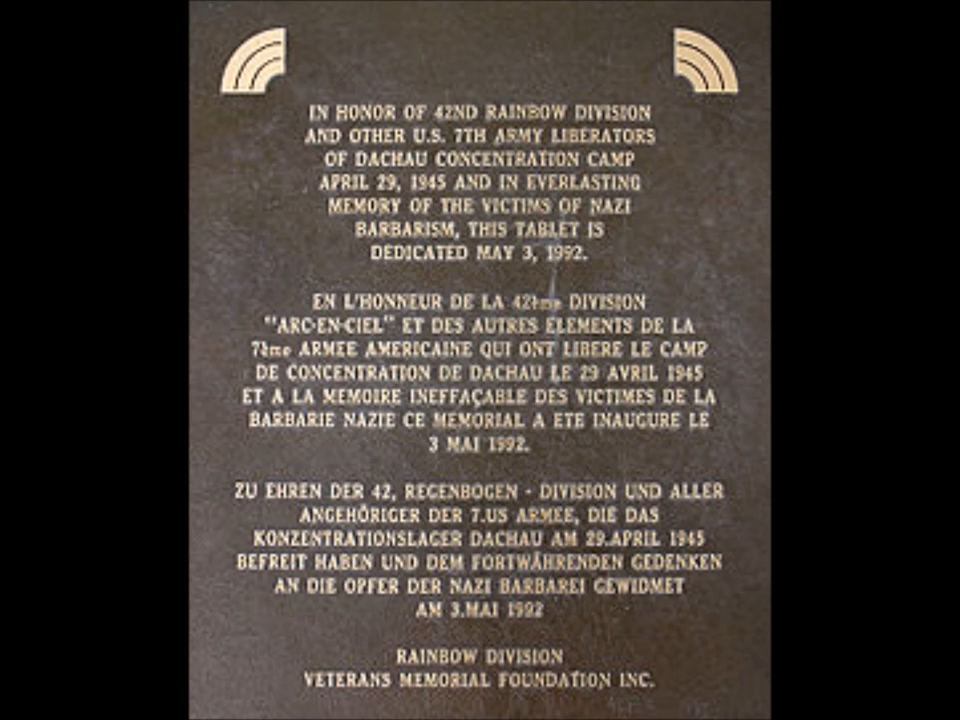 IN HONOR OF 42ND RAINBOW DIVISION
AND OTHER U.S. 7TH ARMY LIBERATORS
OF DACHAU CONCENTRATION CAMP
APRIL 29, 1945 AND IN EVERLASTING
MEMORY OF THE VICTIMS OF NAZI
BARBARISM, THIS TABLET IS
DEDICATED MAY 3, 1992.
EN L'HONNEUR DE LA 42ème DIVISION
"ARC-EN-CIEL" ET DES AUTRES ELEMENTS DE LA
7ème ARMEE AMERICAINE QUI ONT LIBERE LE CAMP
DE CONCENTRATION DE DACHAU LE 29 AVRIL 1945
ET A LA MEMOIRE INEFFAÇABLE DES VICTIMES DE LA
BARBARIE NAZIE CE MEMORIAL A ETE INAUGURE LE
3 MAI 1992.
ZU EHREN DER 42, REGENBOGEN - DIVISION UND ALLER
ANGEHÖRIGER DER 7.US ARMEE, DIE DAS
KONZENTRATIONSLAGER DACHAU AM 29.APRIL 1945
BEFREIT HABEN UND DEM FORTWÄHRENDEN GEDENKEN
AN DIE OPFER DER NAZI BARBAREI GEWIDMET
AM 3.MAI 1992
RAINBOW DIVISION
VETERANS MEMORIAL FOUNDATION INC.